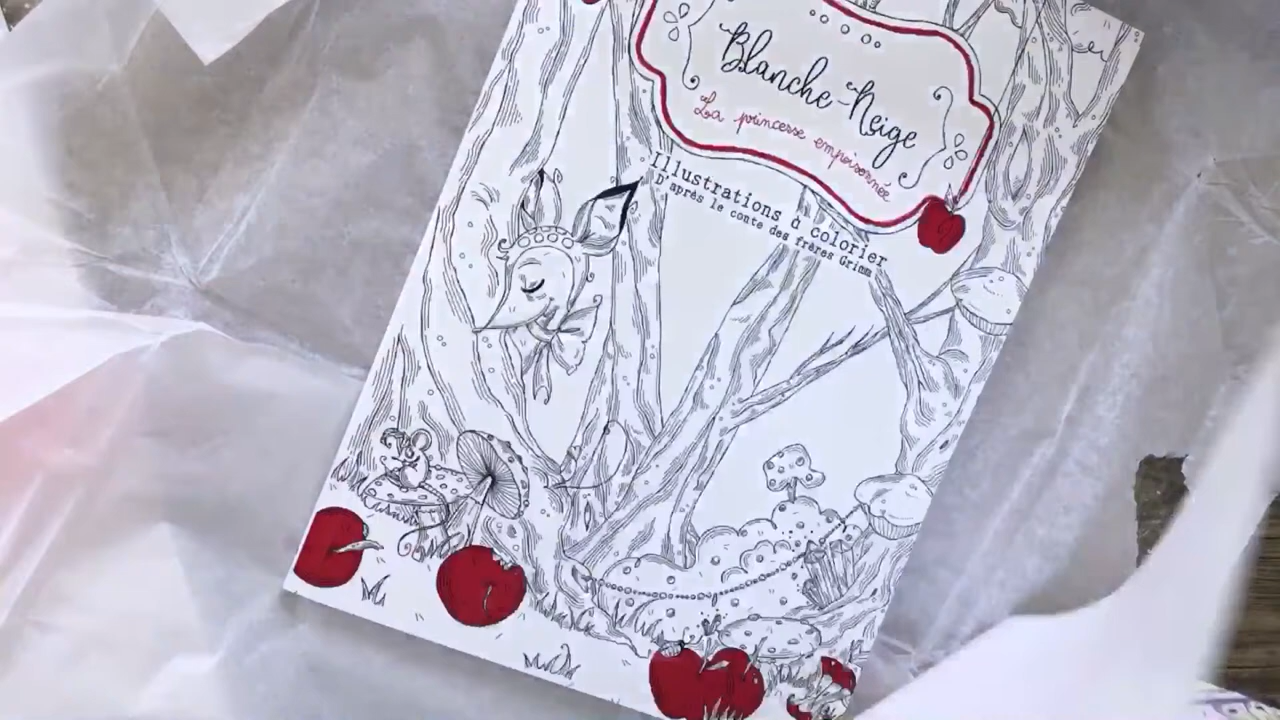 Blanche-Neige
La princesse empoisonnée
Illustrations à colorier
D'après le conte des frères Grimm